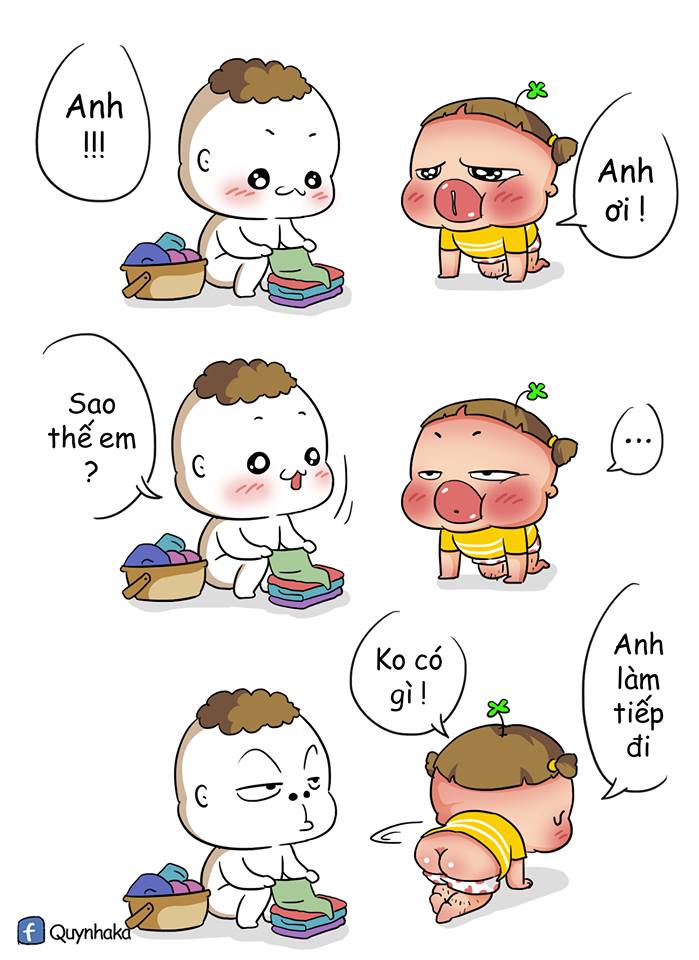 Anh
!!!
Anh
ơi !
Sao
thế em
?
...
Ko có
gì !
Anh
làm
tiếp
đi
f Quynhaka